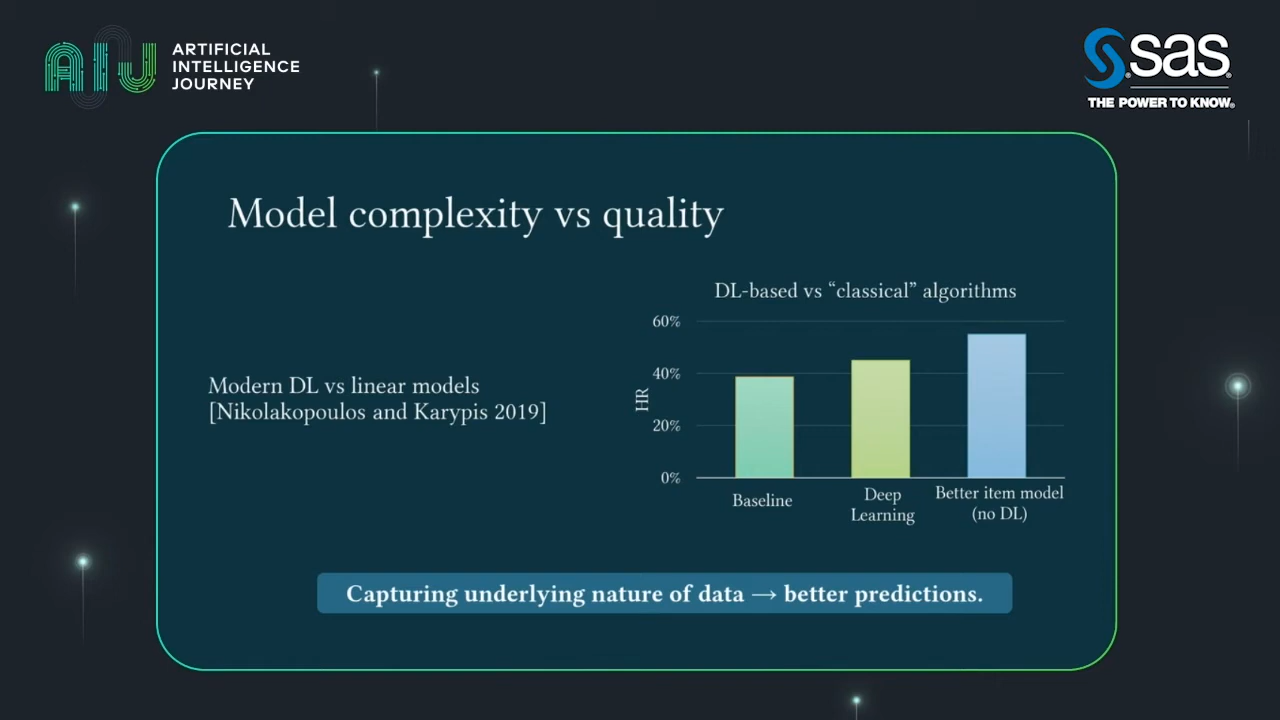 ARTIFICIAL
INTELLIGENCE
JOURNEY
AIJ
sas
THE POWER TO KNOW.
Model complexity vs quality
DL-based vs “classical” algorithms
Modern DL vs linear models
[Nikolakopoulos and Karypis 2019]
HR
60%
40%
20%
0%
Baseline
Deep
Learning
Better item model
(no DL)
Capturing underlying nature of data → better predictions.